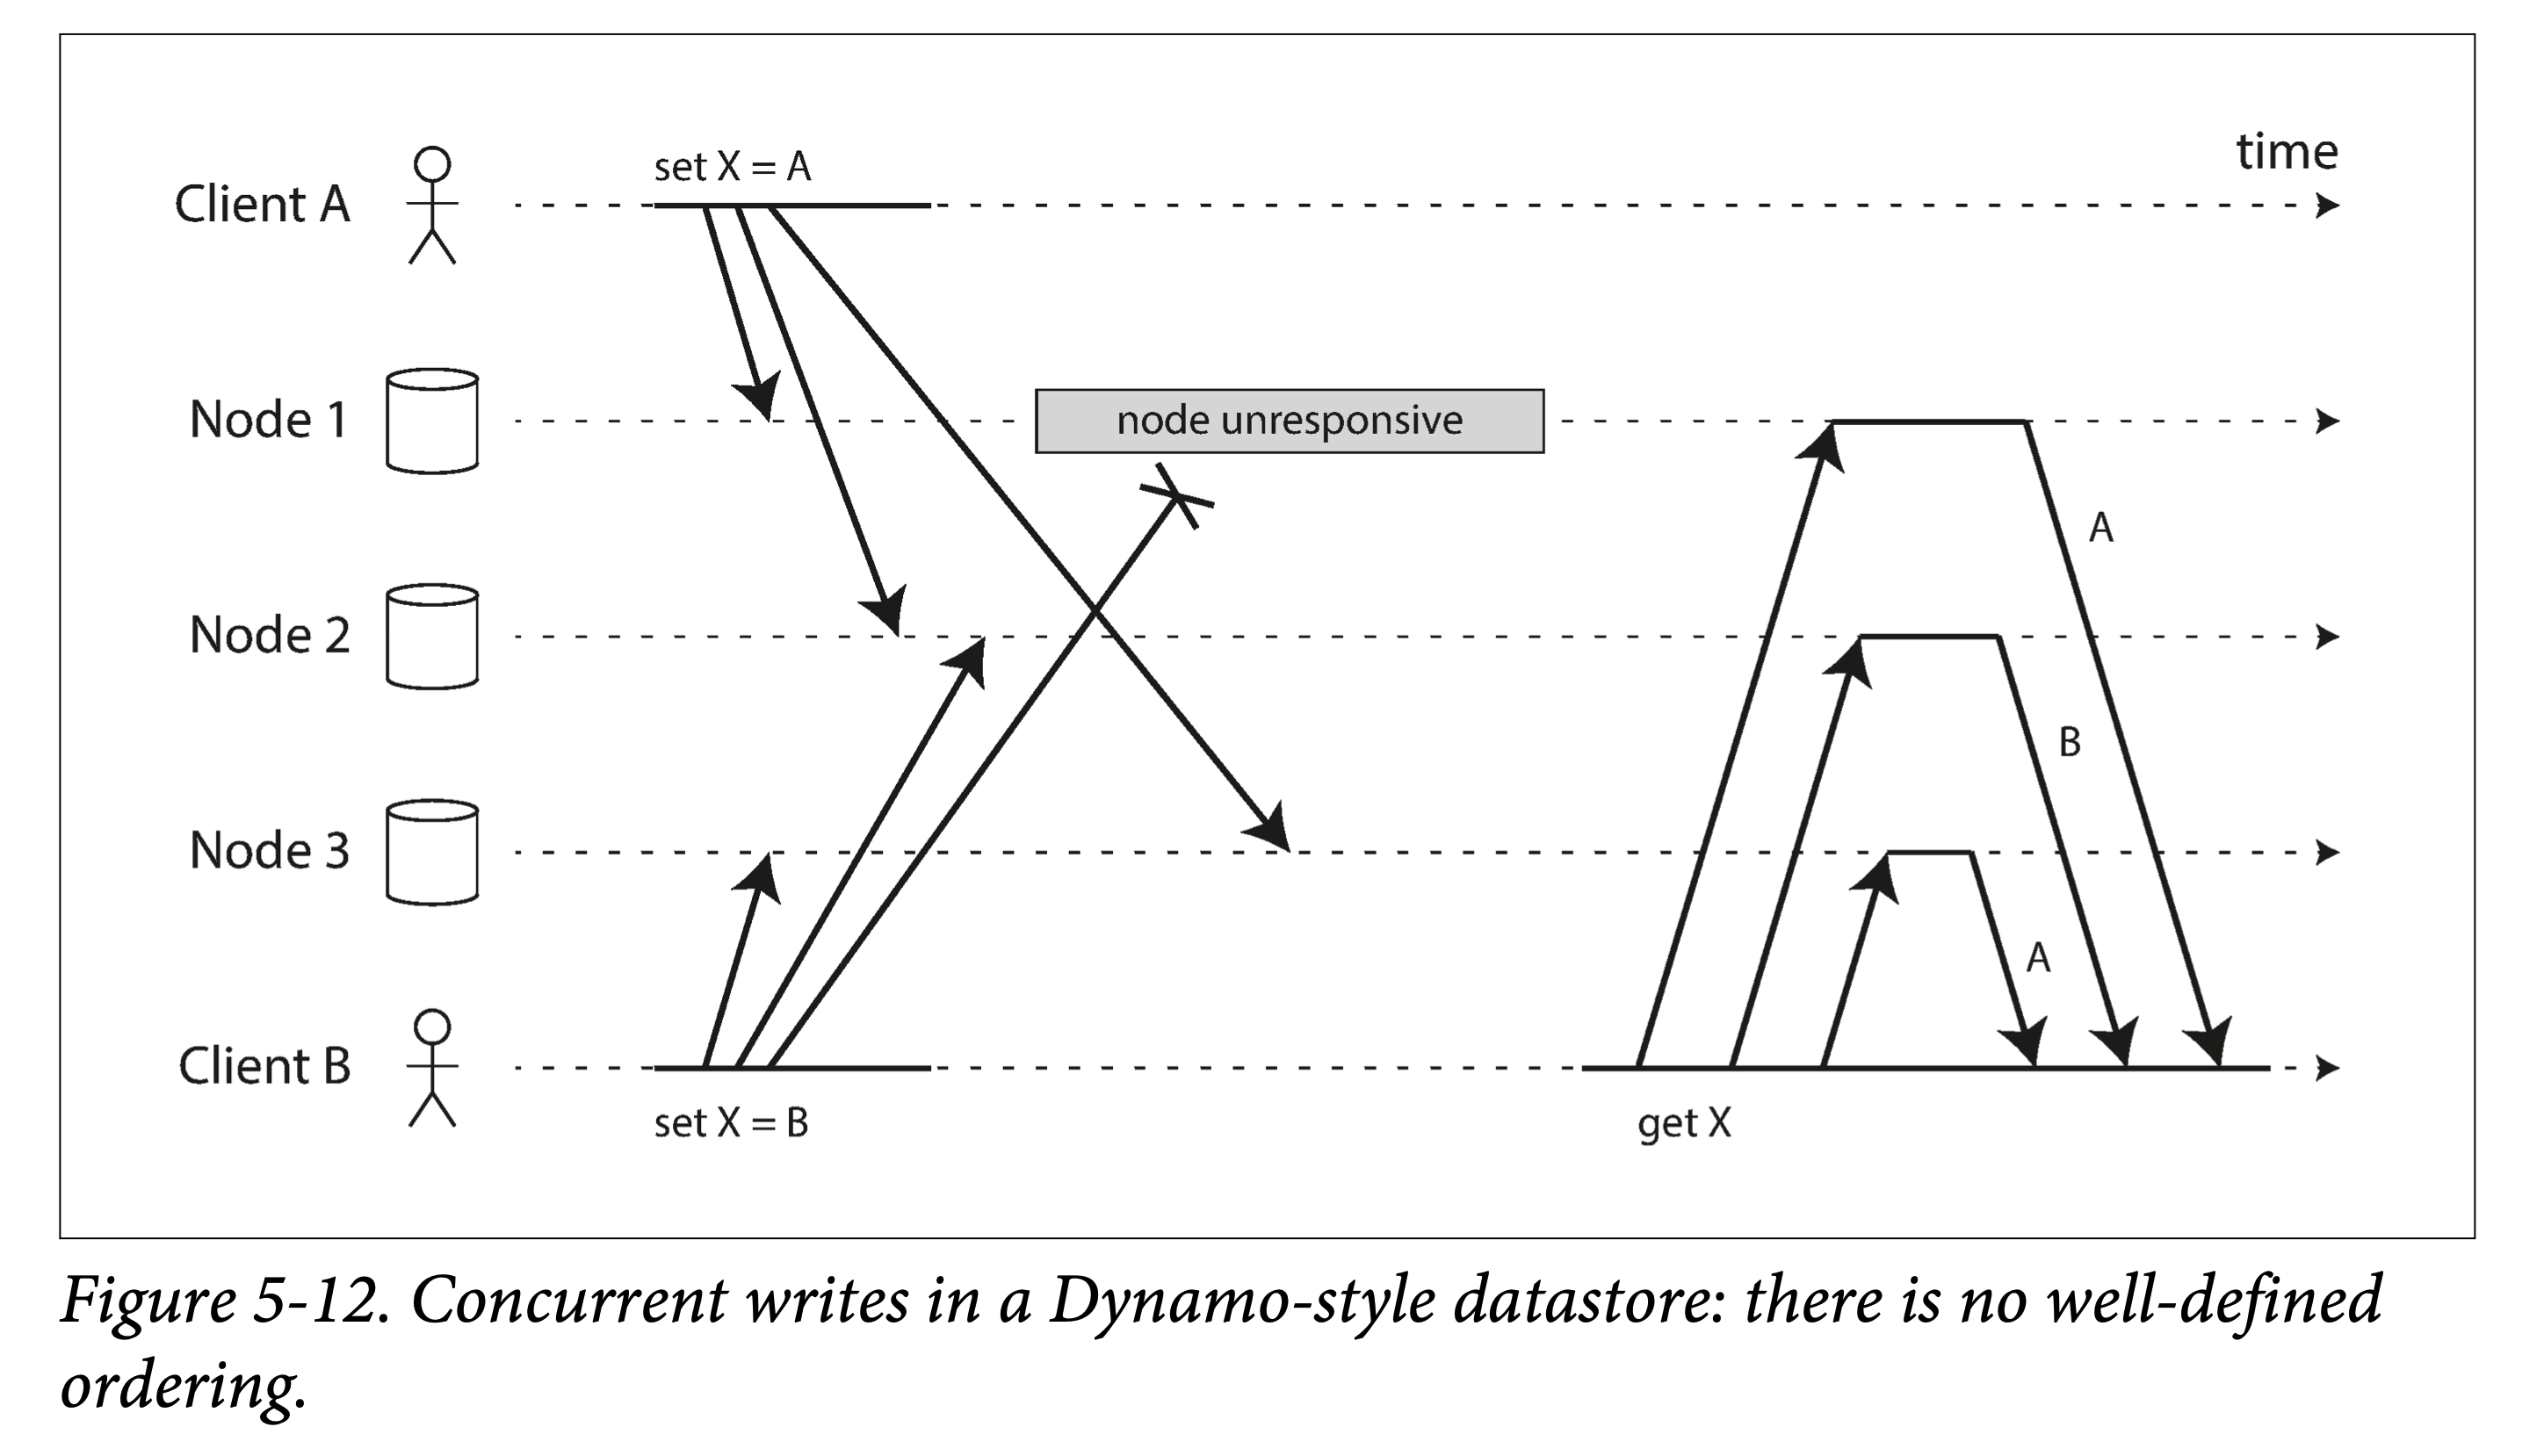 time
set X = A
Client A
Node 1
node unresponsive
A
Node 2
B
Node 3
A
Client B
set X = B
get X
Figure 5-12. Concurrent writes in a Dynamo-style datastore: there is no well-defined
ordering.